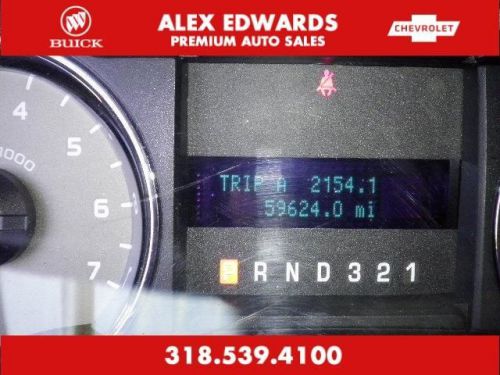 ALEX EDWARDS
PREMIUM AUTO SALES
BUICK
CHEVROLET
4
5
6
7
1000
TRIP A 2154.1
59624.0 mi
P R N D 3 2 1
318.539.4100